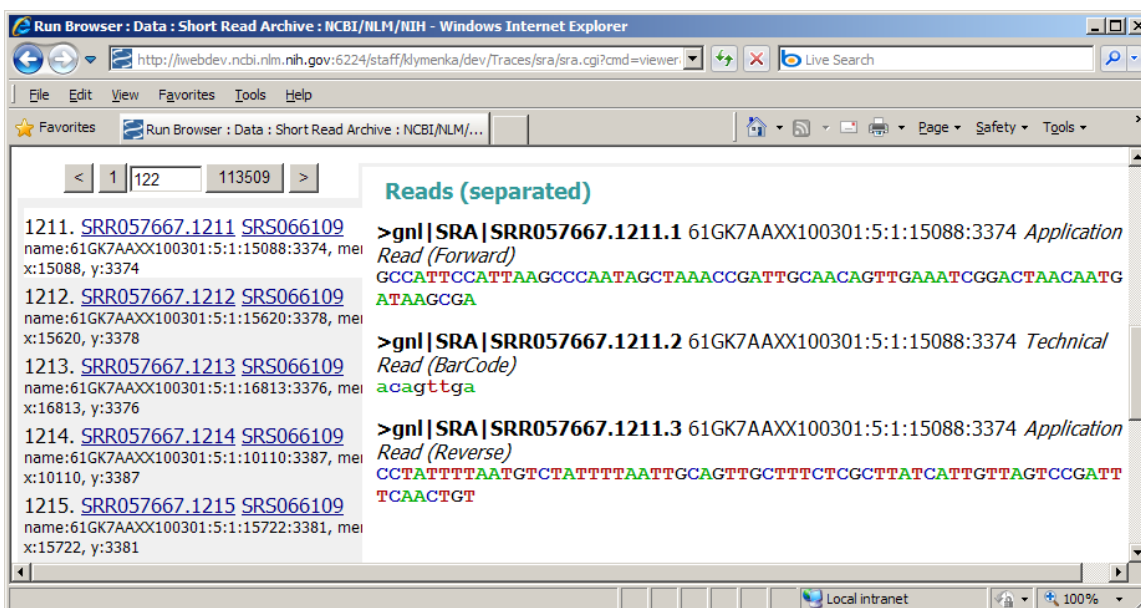 Run Browser : Data : Short Read Archive : NCBI/NLM/NIH - Windows Internet Explorer
http://iwebdev.ncbi.nlm.nih.gov:6224/staff/klymenka/dev/Traces/sra/sra.cgi?cmd=viewer
Live Search
File Edit View Favorites Tools Help
Favorites Run Browser : Data : Short Read Archive : NCBI/NLM/... Page Safety Tools »
< 1 122 113509 >
1211. SRR057667.1211 SRS066109
name:61GK7AAXX100301:5:1:15088:3374, mer
x:15088, y:3374
1212. SRR057667.1212 SRS066109
name:61GK7AAXX100301:5:1:15620:3378, mer
x:15620, y:3378
1213. SRR057667.1213 SRS066109
name:61GK7AAXX100301:5:1:16813:3376, mer
x:16813, y:3376
1214. SRR057667.1214 SRS066109
name:61GK7AAXX100301:5:1:10110:3387, mer
x:10110, y:3387
1215. SRR057667.1215 SRS066109
name:61GK7AAXX100301:5:1:15722:3381, mer
x:15722, y:3381
Reads (separated)
>gnl|SRA|SRR057667.1211.1 61GK7AAXX100301:5:1:15088:3374 Application
Read (Forward)
GCCATTCCATTAAGCCCAATAGCTAAACCGATTGCAACAGTTGAAATCGGACTAACAATG
ATAAGCGA
>gnl|SRA|SRR057667.1211.2 61GK7AAXX100301:5:1:15088:3374 Technical
Read (BarCode)
acagttga
>gnl|SRA|SRR057667.1211.3 61GK7AAXX100301:5:1:15088:3374 Application
Read (Reverse)
CCTATTTTAATGTCTATTTTAATTGCAGTTGCTTTCTCGCTTATCATTGTTAGTCCGATT
TCAACTGT
Local intranet 100%